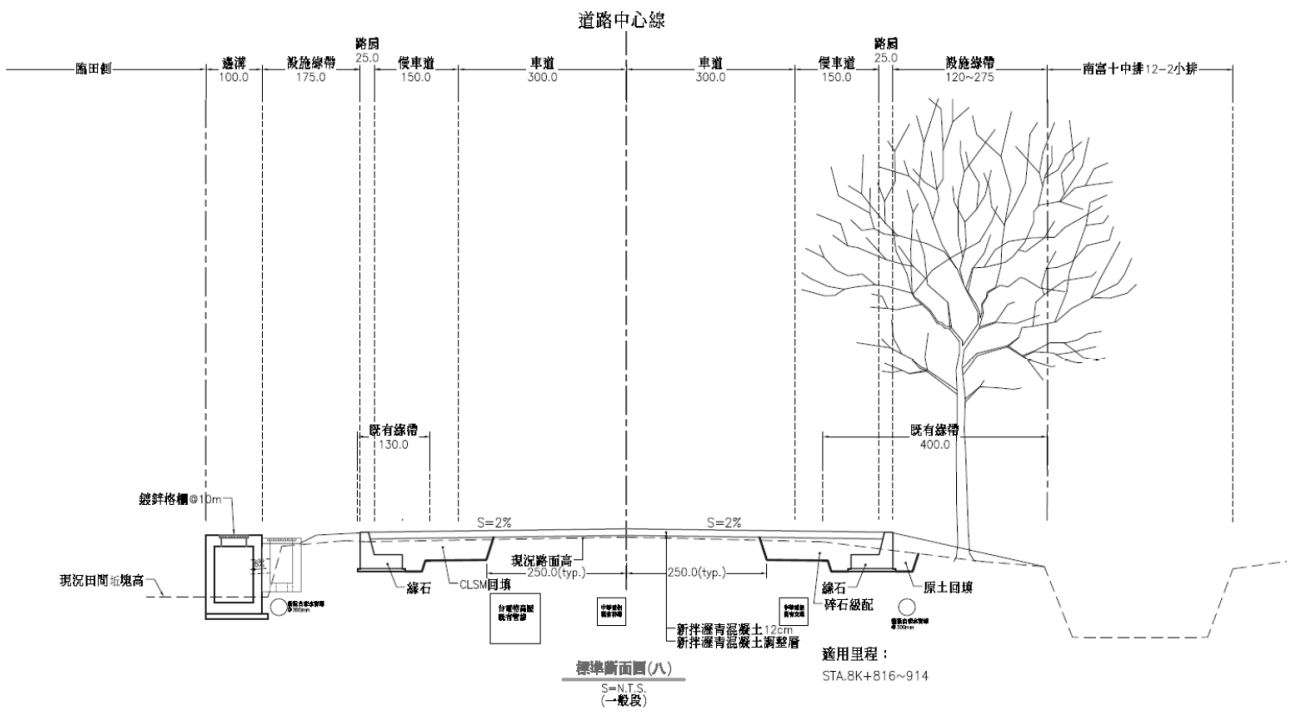 道路中心線
臨田側
邊溝
100.0
設施綠帶
175.0
路肩
25.0
慢車道
150.0
車道
300.0
車道
300.0
慢車道
150.0
路肩
25.0
設施綠帶
120~275
南富十中排12-2小排
既有綠帶
130.0
既有綠帶
400.0
鍍鋅格柵@10m
S=2%
S=2%
現況路面高
250.0(typ.)
250.0(typ.)
現況田間
高
緣石
CLSM回填
緣石
碎石級配
原土回填
新拌瀝青混凝土12cm
新拌瀝青混凝土調整層
標準斷面圖(八)
S=N.T.S.
(一般段)
適用里程：
STA.8K+816~914